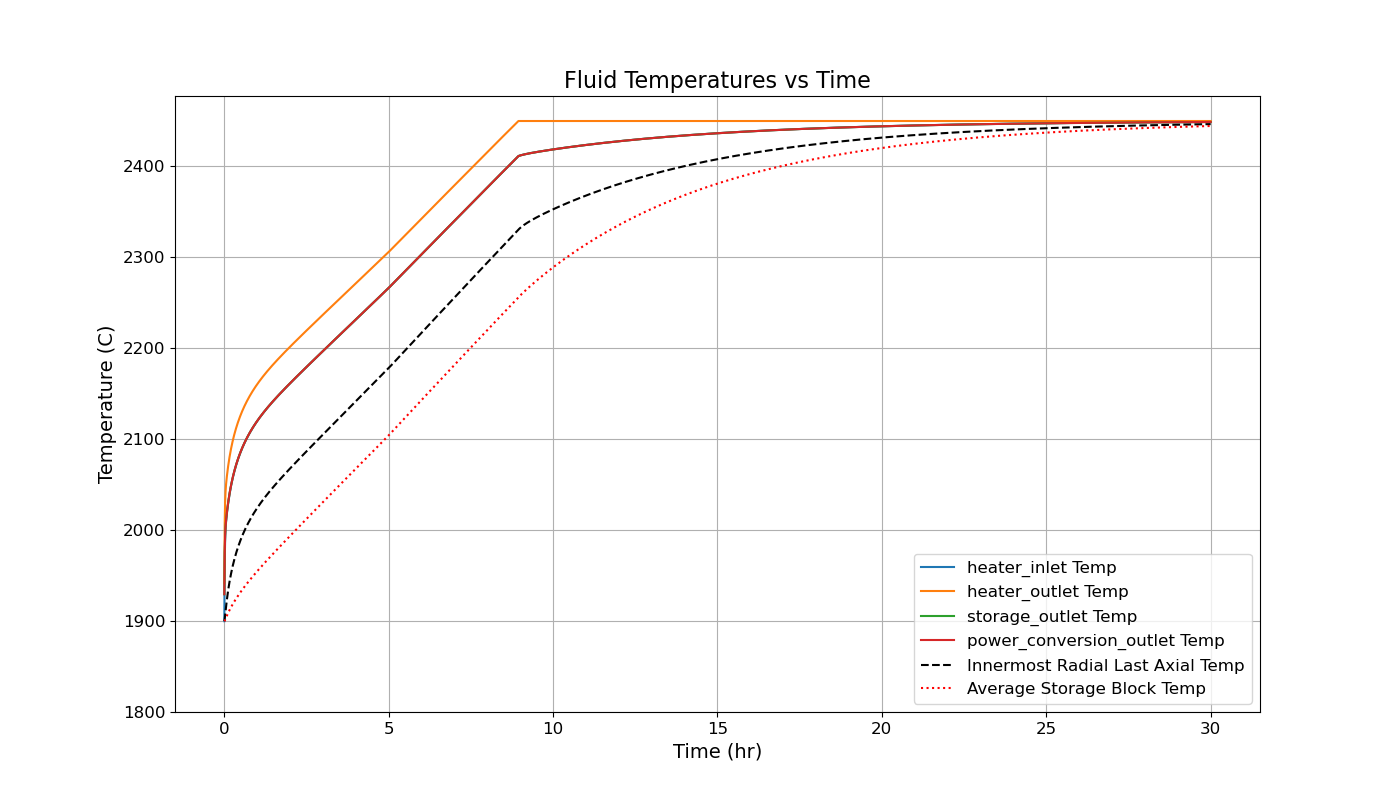 Fluid Temperatures vs Time
Temperature (C)
2400
2300
2200
2100
2000
1900
1800
0 5 10 15 20 25 30
Time (hr)
heater_inlet Temp
heater_outlet Temp
storage_outlet Temp
power_conversion_outlet Temp
Innermost Radial Last Axial Temp
Average Storage Block Temp